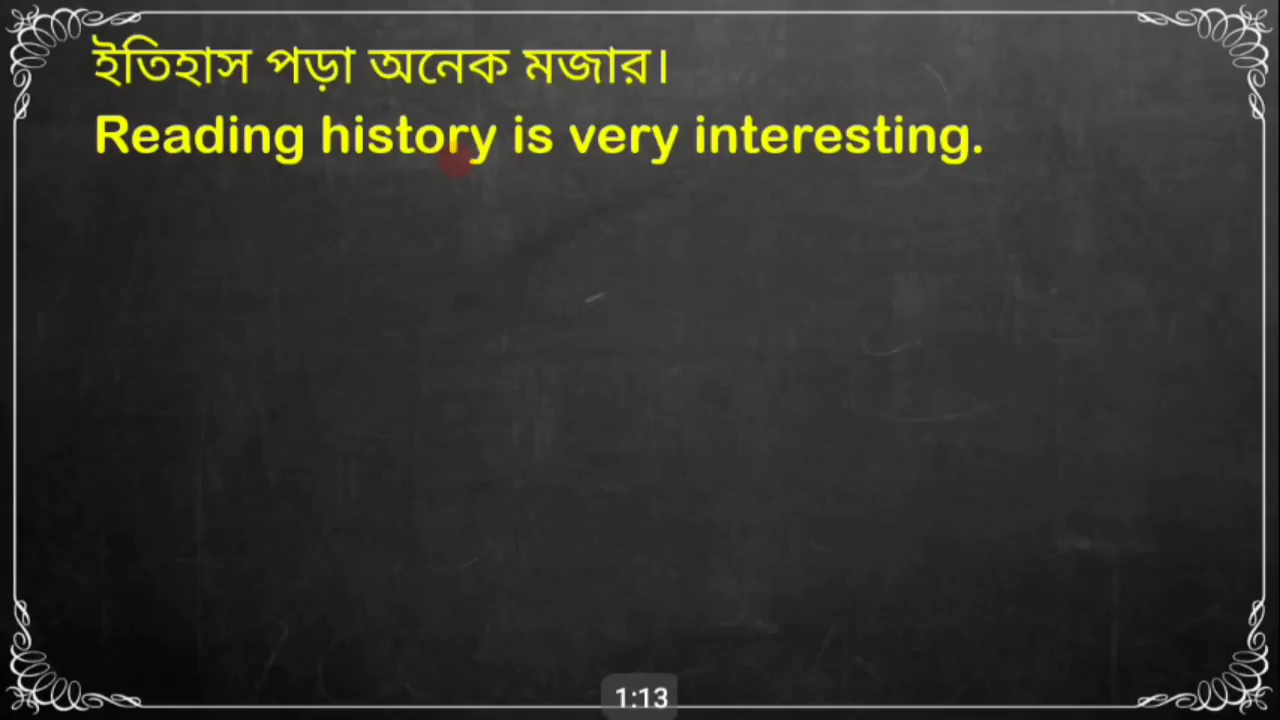 ইতিহাস পড়া অনেক মজার।
Reading history is very interesting.
1:13